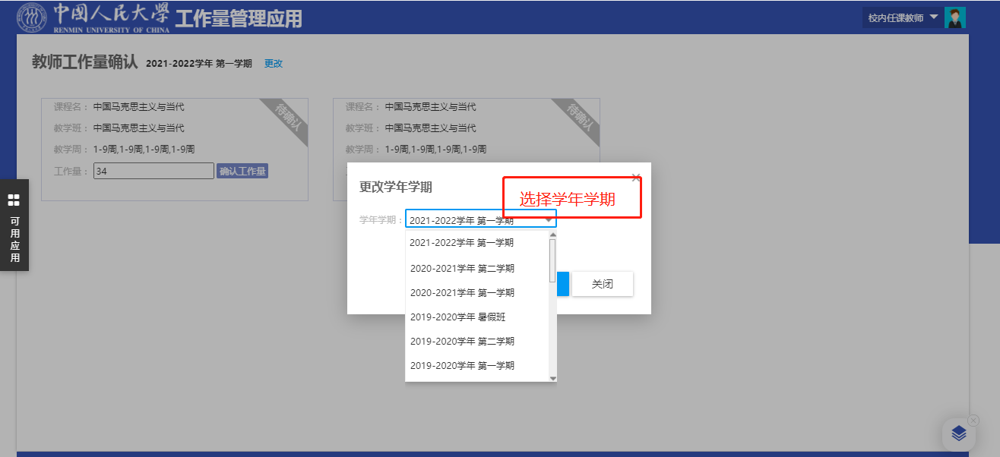 中国人民大学
RENMIN UNIVERSITY OF CHINA
工作量管理应用
校内任课教师
教师工作量确认 2021-2022学年 第一学期 更改
课程名： 中国马克思主义与当代
教学班： 中国马克思主义与当代
教学周： 1-9周,1-9周,1-9周,1-9周
工作量： 34 确认工作量
待确认
课程名： 中国马克思主义与当代
教学班： 中国马克思主义与当代
教学周： 1-9周,1-9周,1-9周,1-9周
待确认
可用应用
更改学年学期
选择学年学期
学年学期： 2021-2022学年 第一学期
2021-2022学年 第一学期
2020-2021学年 第二学期
2020-2021学年 第一学期
2019-2020学年 暑假班
2019-2020学年 第二学期
2019-2020学年 第一学期
关闭